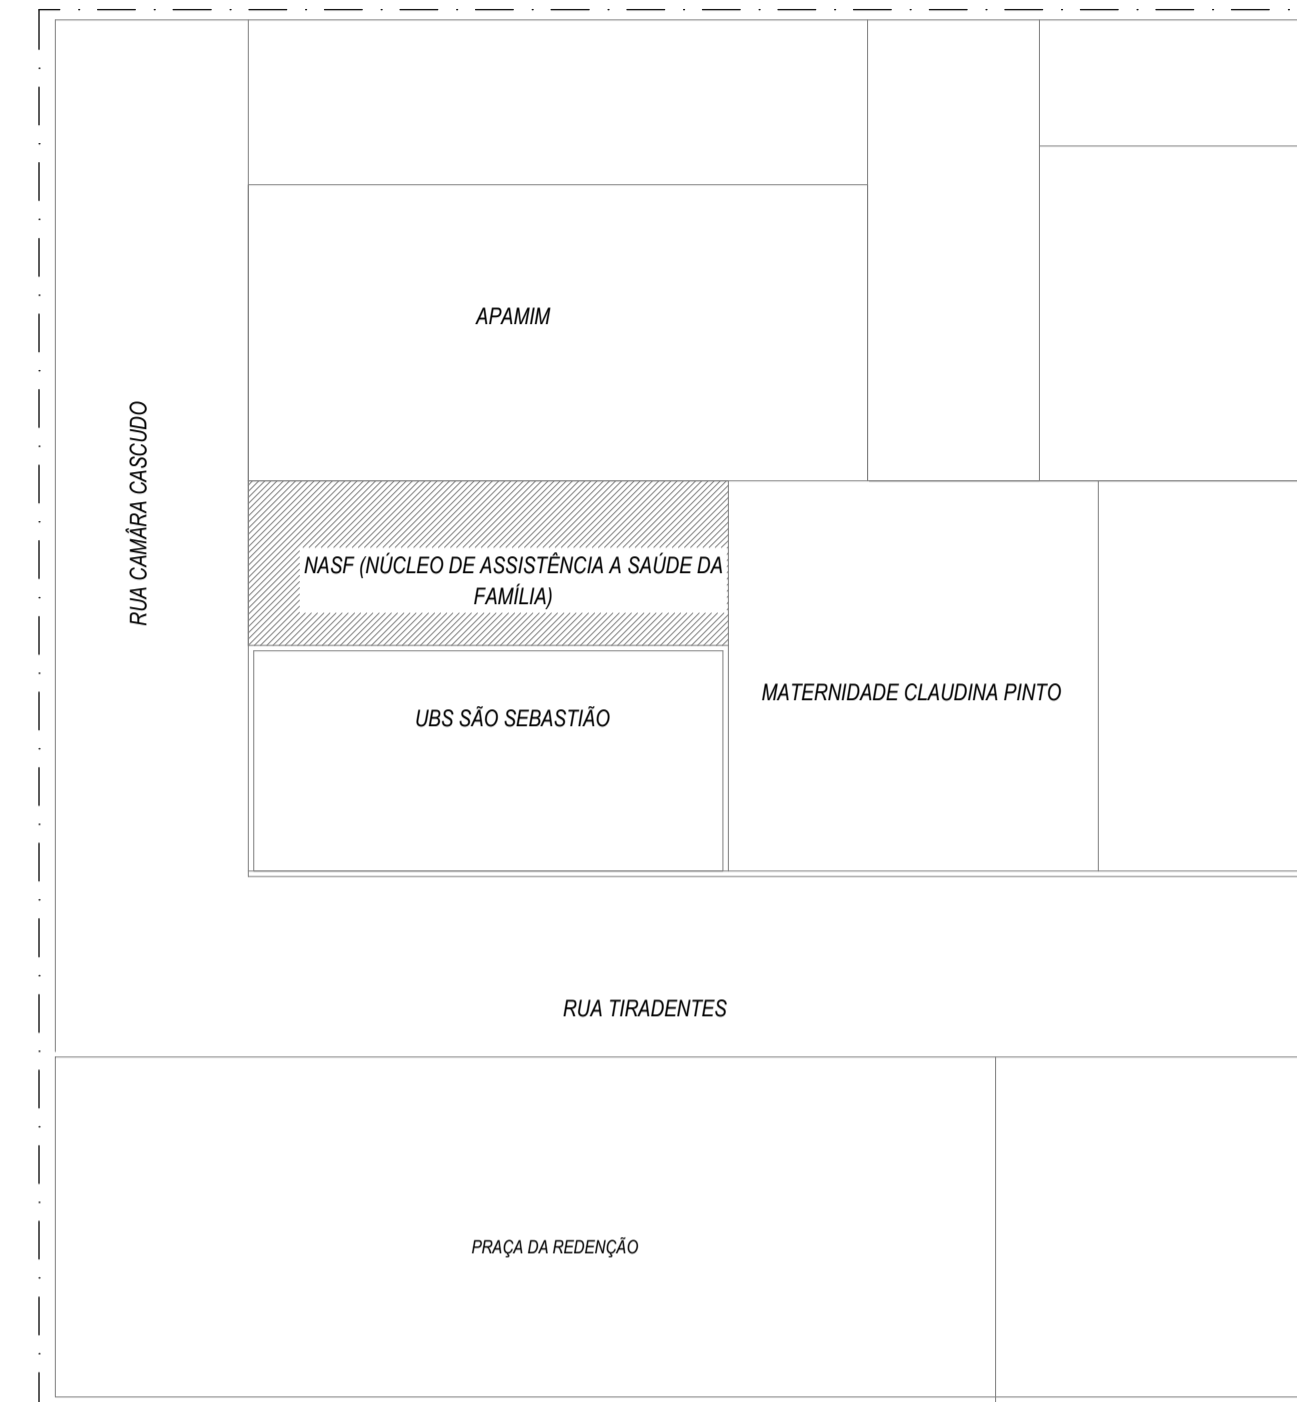 APAMIM
RUA CAMÂRA CASCUDO
NASF (NÚCLEO DE ASSISTÊNCIA A SAÚDE DA
FAMÍLIA)
MATERNIDADE CLAUDINA PINTO
UBS SÃO SEBASTIÃO
RUA TIRADENTES
PRAÇA DA REDENÇÃO